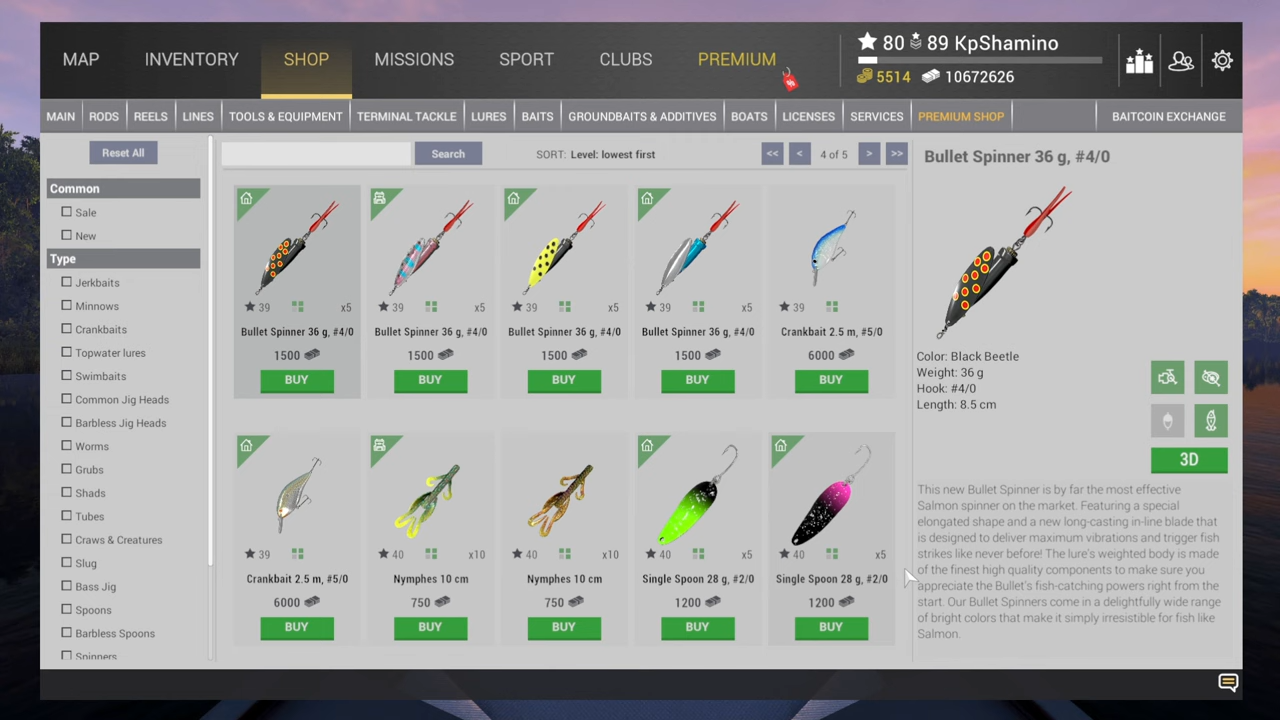 MAP INVENTORY SHOP MISSIONS SPORT CLUBS PREMIUM
80 89 KpShamino
5514 10672626
MAIN RODS REELS LINES TOOLS & EQUIPMENT TERMINAL TACKLE LURES BAITS GROUNDBAITS & ADDITIVES BOATS LICENSES SERVICES PREMIUM SHOP BAITCOIN EXCHANGE
Reset All
Common
Sale
New
Type
Jerkbaits
Minnows
Crankbaits
Topwater lures
Swimbaits
Common Jig Heads
Barbless Jig Heads
Worms
Grubs
Shads
Tubes
Craws & Creatures
Slug
Bass Jig
Spoons
Barbless Spoons
Spinners
Search SORT: Level: lowest first << < 4 of 5 > >>
39 x5 39 x5 39 x5 39 x5 39
Bullet Spinner 36 g, #4/0 Bullet Spinner 36 g, #4/0 Bullet Spinner 36 g, #4/0 Bullet Spinner 36 g, #4/0 Crankbait 2.5 m, #5/0
1500 1500 1500 1500 6000
BUY BUY BUY BUY BUY
39 40 x10 40 x10 40 x5 40 x5
Crankbait 2.5 m, #5/0 Nymphes 10 cm Nymphes 10 cm Single Spoon 28 g, #2/0 Single Spoon 28 g, #2/0
6000 750 750 1200 1200
BUY BUY BUY BUY BUY
Bullet Spinner 36 g, #4/0
Color: Black Beetle
Weight: 36 g
Hook: #4/0
Length: 8.5 cm
3D
This new Bullet Spinner is by far the most effective
Salmon spinner on the market. Featuring a special
elongated shape and a new long-casting in-line blade that
is designed to deliver maximum vibrations and trigger fish
strikes like never before! The lure's weighted body is made
of the finest high quality components to make sure you
appreciate the Bullet's fish-catching powers right from the
start. Our Bullet Spinners come in a delightfully wide range
of bright colors that make it simply irresistible for fish like
Salmon.